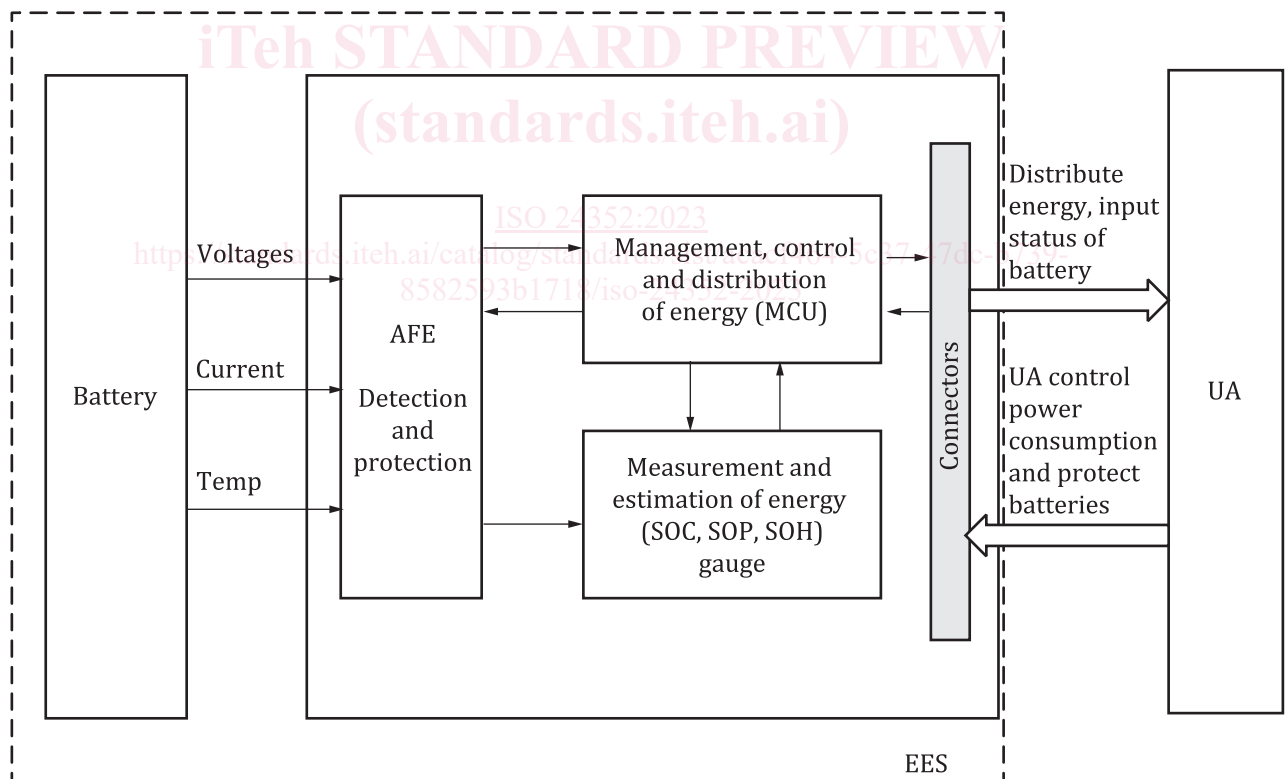 iTeh STANDARD PREVIEW
(standards.iteh.ai)
ISO 24352:2023
8582593b1718/iso-24352-2023
Battery
Voltages
Current
Temp
AFE
Detection
and
protection
Management, control
and distribution
of energy (MCU)
Measurement and
estimation of energy
(SOC, SOP, SOH)
gauge
Connectors
Distribute
energy, input
status of
battery
UA control
power
consumption
and protect
batteries
UA
EES